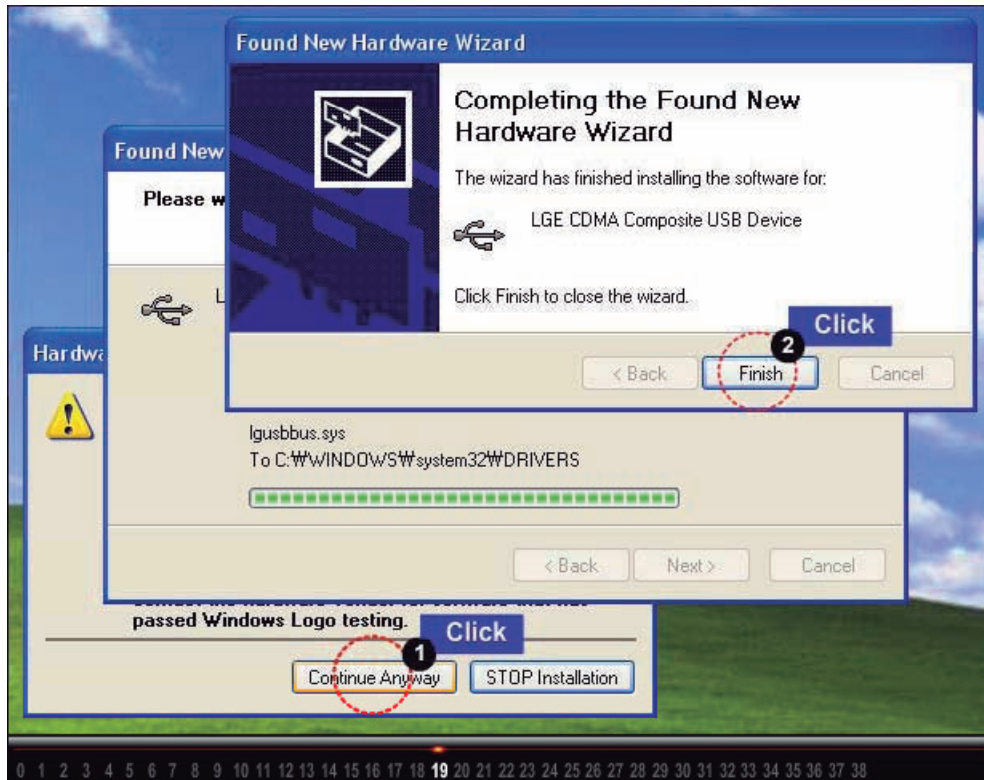 Found New Hardware Wizard
Completing the Found New
Hardware Wizard
The wizard has finished installing the software for:
LGE CDMA Composite USB Device
Click Finish to close the wizard.
Click
2
< Back
Finish
Cancel
Found New
Please w
L
lgusbbus.sys
To C:₩WINDOWS₩system32₩DRIVERS
< Back
Next >
Cancel
Hardwa
passed Windows Logo testing.
Click
1
Continue Anyway
STOP Installation
0 1 2 3 4 5 6 7 8 9 10 11 12 13 14 15 16 17 18 19 20 21 22 23 24 25 26 27 28 29 30 31 32 33 34 35 36 37 38